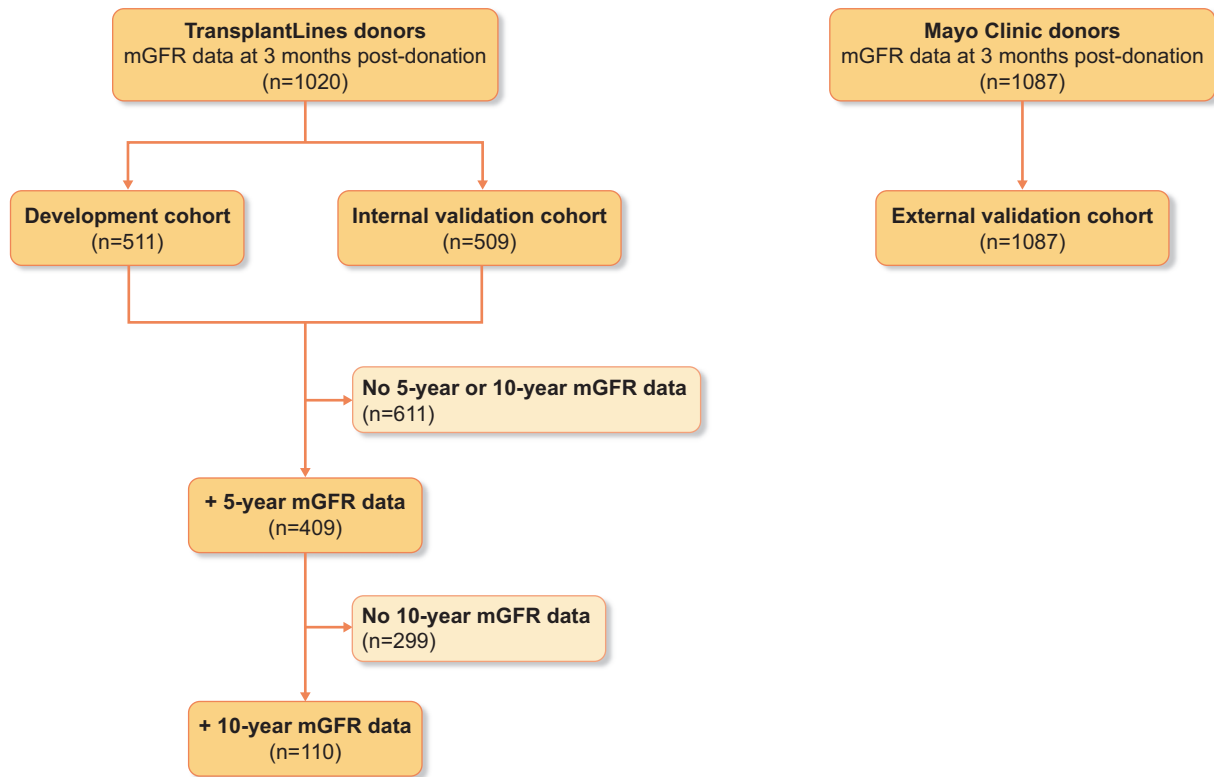 TransplantLines donors
mGFR data at 3 months post-donation
(n=1020)
Mayo Clinic donors
mGFR data at 3 months post-donation
(n=1087)
Development cohort
(n=511)
Internal validation cohort
(n=509)
External validation cohort
(n=1087)
No 5-year or 10-year mGFR data
(n=611)
+ 5-year mGFR data
(n=409)
No 10-year mGFR data
(n=299)
+ 10-year mGFR data
(n=110)